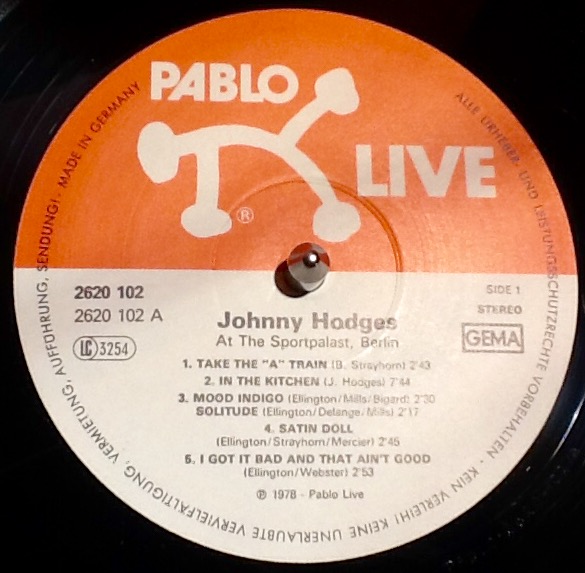 PABLO
LIVE
®
MADE IN GERMANY
ALLE URHEBER- UND LEISTUNGSSCHUTZRECHTE VORBEHALTEN - KEIN VERLEIH! KEINE UNERLAUBTE VERVIELFÄLTIGUNG, VERMIETUNG, AUFFÜHRUNG, SENDUNG! -
2620 102
2620 102 A
LC 3254
SIDE 1
STEREO
GEMA
Johnny Hodges
At The Sportpalast, Berlin
1. TAKE THE "A" TRAIN (B. Strayhorn) 2'43
2. IN THE KITCHEN (J. Hodges) 7'44
3. MOOD INDIGO (Ellington/Mills/Bigard) 2'30
SOLITUDE (Ellington/Delange/Mills) 2'17
4. SATIN DOLL
(Ellington/Strayhorn/Mercier) 2'45
5. I GOT IT BAD AND THAT AIN'T GOOD
(Ellington/Webster) 2'53
℗ 1978 - Pablo Live